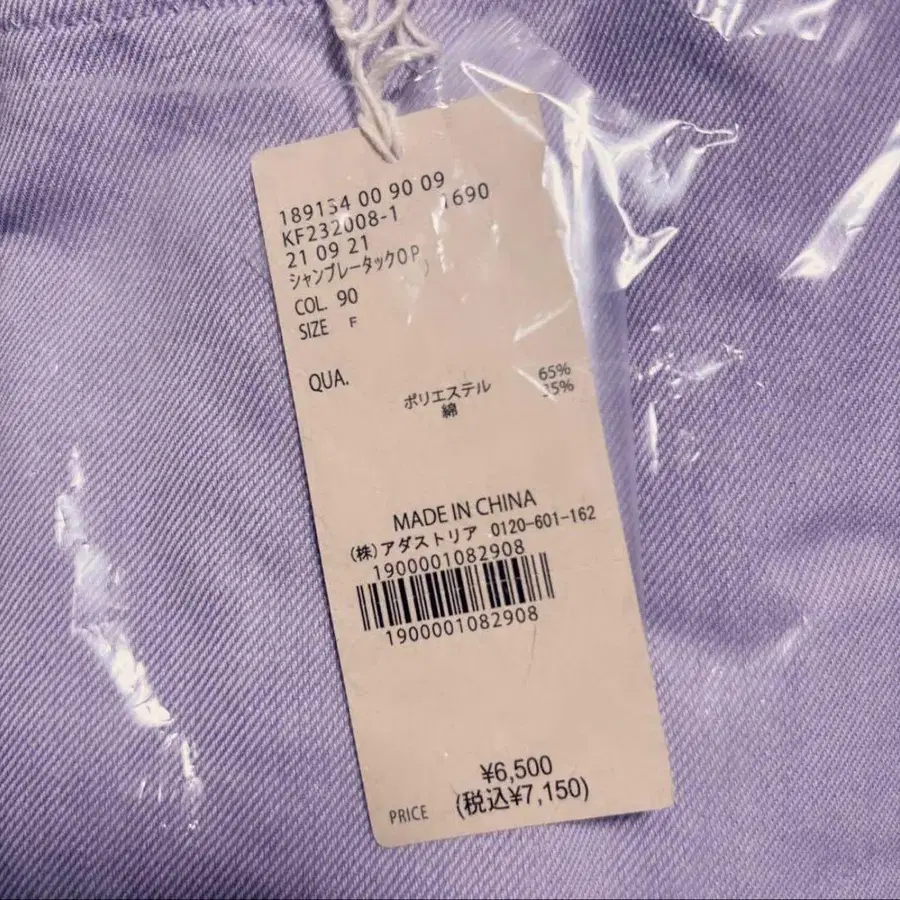 189154 00 90 09
KF232008-1 1690
21 09 21
シャンブレータックOP
COL. 90
SIZE F
QUA.
ポリエステル 65%
綿 35%
MADE IN CHINA
(株)アダストリア 0120-601-162
1900001082908
1900001082908
¥6,500
PRICE (税込¥7,150)